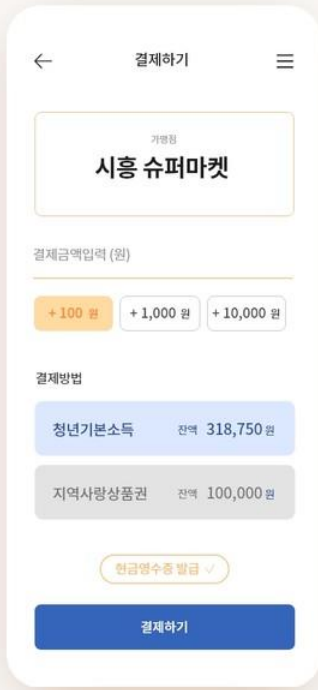 결제하기
가맹점
시흥 슈퍼마켓
결제금액입력 (원)
+100 원 + 1,000 원 + 10,000 원
결제방법
청년기본소득 잔액 318,750 원
지역사랑상품권 잔액 100,000 원
현금영수증 발급 ✓
결제하기